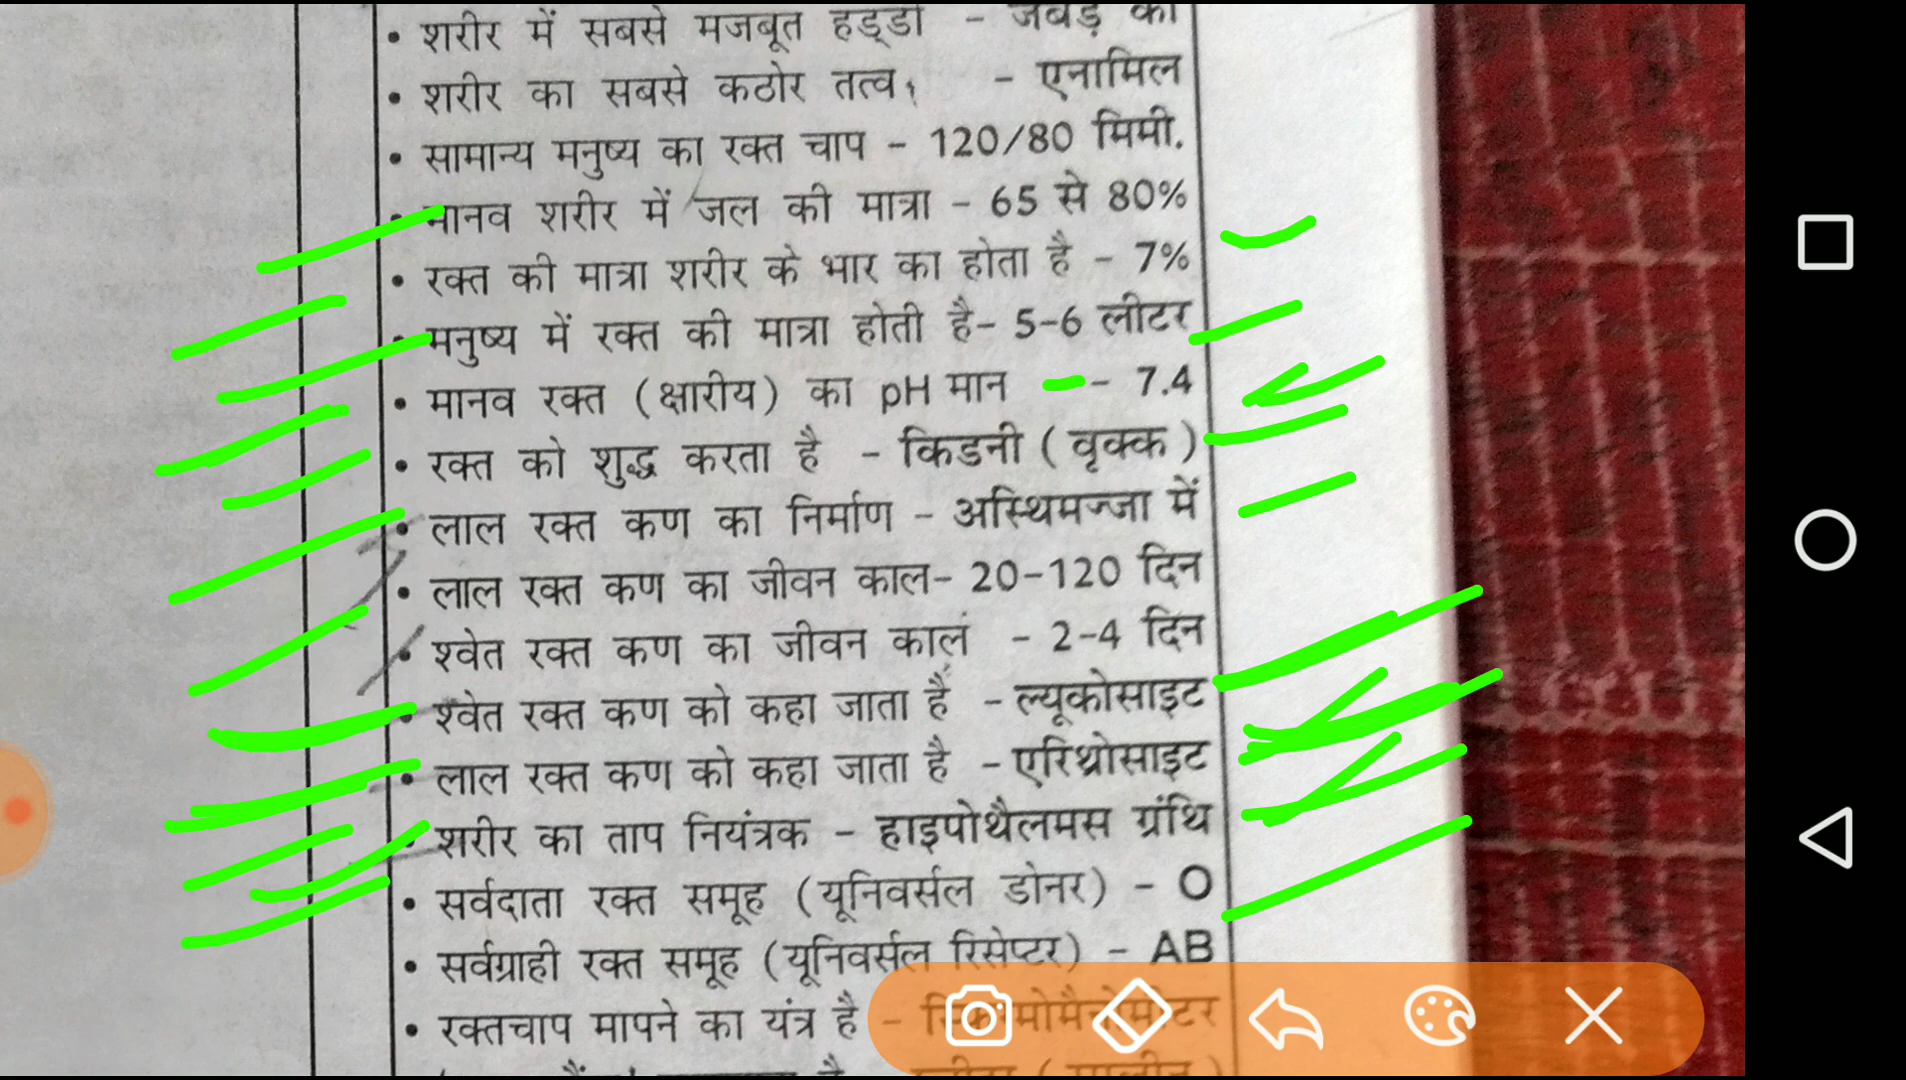 • शरीर में सबसे मजबूत हड्डी - जबड़े की
• शरीर का सबसे कठोर तत्व - एनामिल
• सामान्य मनुष्य का रक्त चाप - 120/80 मिमी.
• मानव शरीर में जल की मात्रा - 65 से 80%
• रक्त की मात्रा शरीर के भार का होता है - 7%
• मनुष्य में रक्त की मात्रा होती है- 5-6 लीटर
• मानव रक्त (क्षारीय) का pH मान - 7.4
• रक्त को शुद्ध करता है - किडनी (वृक्क)
• लाल रक्त कण का निर्माण - अस्थिमज्जा में
• लाल रक्त कण का जीवन काल- 20-120 दिन
• श्वेत रक्त कण का जीवन काल - 2-4 दिन
• श्वेत रक्त कण को कहा जाता है - ल्यूकोसाइट
• लाल रक्त कण को कहा जाता है - एरिथ्रोसाइट
• शरीर का ताप नियंत्रक - हाइपोथैलमस ग्रंथि
• सर्वदाता रक्त समूह (यूनिवर्सल डोनर) - O
• सर्वग्राही रक्त समूह (यूनिवर्सल रिसेप्टर) - AB
• रक्तचाप मापने का यंत्र है -